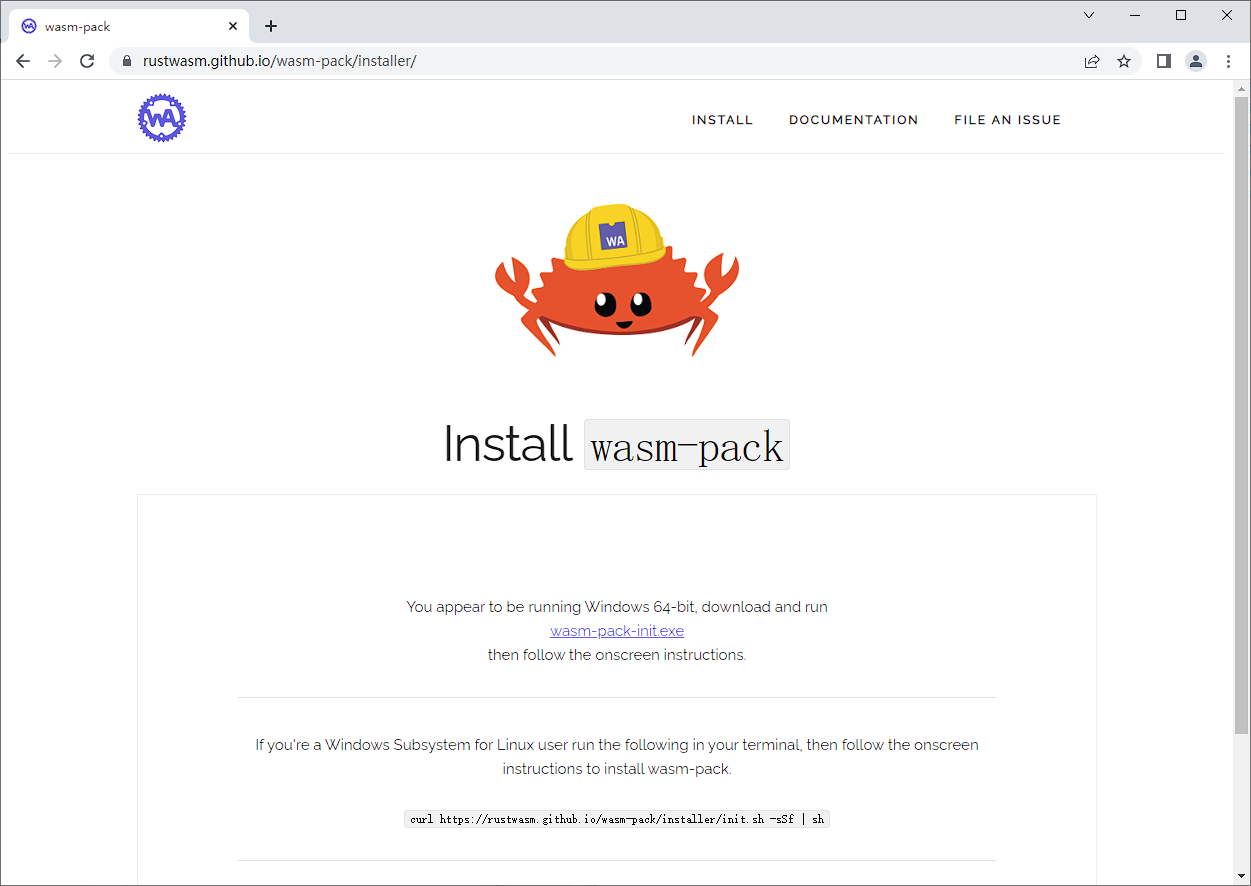 wasm-pack
rustwasm.github.io/wasm-pack/installer/
WA
INSTALL DOCUMENTATION FILE AN ISSUE
WA
Install wasm-pack
You appear to be running Windows 64-bit, download and run
wasm-pack-init.exe
then follow the onscreen instructions.
If you're a Windows Subsystem for Linux user run the following in your terminal, then follow the onscreen
instructions to install wasm-pack.
curl https://rustwasm.github.io/wasm-pack/installer/init.sh -sSf | sh